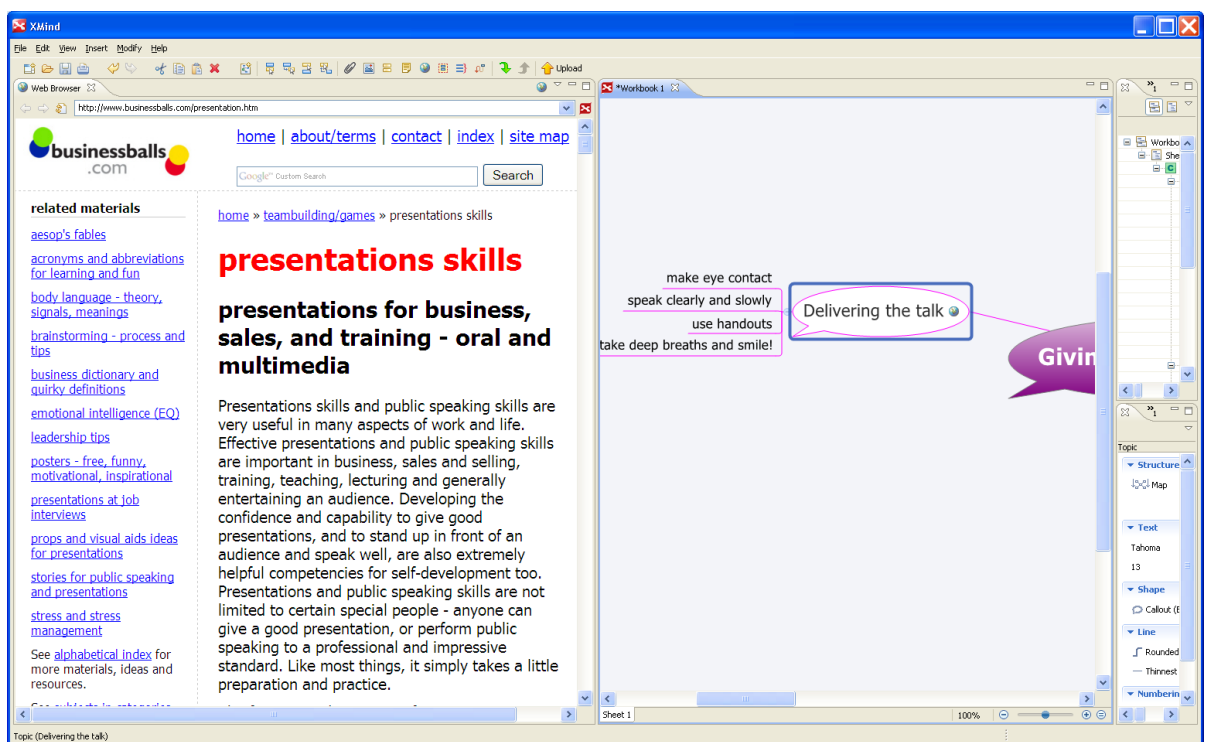 XMind
File Edit View Insert Modify Help
Upload
Web Browser
http://www.businessballs.com/presentation.htm
businessballs
.com
home | about/terms | contact | index | site map
Google™ Custom Search
Search
related materials
aesop's fables
acronyms and abbreviations
for learning and fun
body language - theory,
signals, meanings
brainstorming - process and
tips
business dictionary and
quirky definitions
emotional intelligence (EQ)
leadership tips
posters - free, funny,
motivational, inspirational
presentations at job
interviews
props and visual aids ideas
for presentations
stories for public speaking
and presentations
stress and stress
management
See alphabetical index for
more materials, ideas and
resources.
home » teambuilding/games » presentations skills
presentations skills
presentations for business,
sales, and training - oral and
multimedia
Presentations skills and public speaking skills are
very useful in many aspects of work and life.
Effective presentations and public speaking skills
are important in business, sales and selling,
training, teaching, lecturing and generally
entertaining an audience. Developing the
confidence and capability to give good
presentations, and to stand up in front of an
audience and speak well, are also extremely
helpful competencies for self-development too.
Presentations and public speaking skills are not
limited to certain special people - anyone can
give a good presentation, or perform public
speaking to a professional and impressive
standard. Like most things, it simply takes a little
preparation and practice.
*Workbook 1
make eye contact
speak clearly and slowly
use handouts
take deep breaths and smile!
Delivering the talk
Givin
Sheet 1
100%
»1
Workbo
She
C
»1
Topic
Structure
Map
Text
Tahoma
13
Shape
Callout (E
Line
Rounded
Thinnest
Numberin
Topic (Delivering the talk)